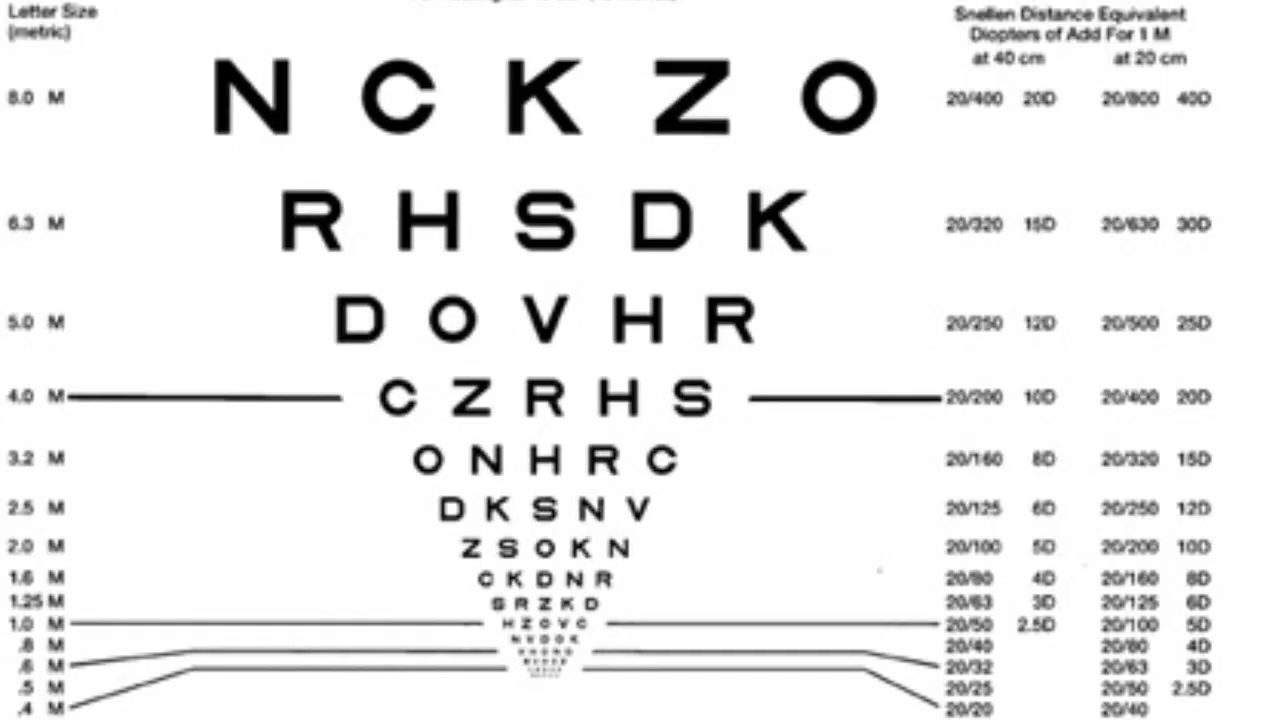 Letter Size
(metric)
Snellen Distance Equivalent
Diopters of Add For 1 M
at 40 cm at 20 cm
8.0 M N C K Z O 20/400 20D 20/800 40D
6.3 M R H S D K 20/320 15D 20/630 30D
5.0 M D O V H R 20/250 12D 20/500 25D
4.0 M C Z R H S 20/200 10D 20/400 20D
3.2 M O N H R C 20/160 8D 20/320 15D
2.5 M D K S N V 20/125 6D 20/250 12D
2.0 M Z S O K N 20/100 5D 20/200 10D
1.6 M C K D N R 20/80 4D 20/160 8D
1.25 M S R Z K D 20/63 3D 20/125 6D
1.0 M H Z O V C 20/50 2.5D 20/100 5D
.8 M N V D O K 20/40 20/80 4D
.6 M 20/32 20/63 3D
.5 M 20/25 20/50 2.5D
.4 M 20/20 20/40